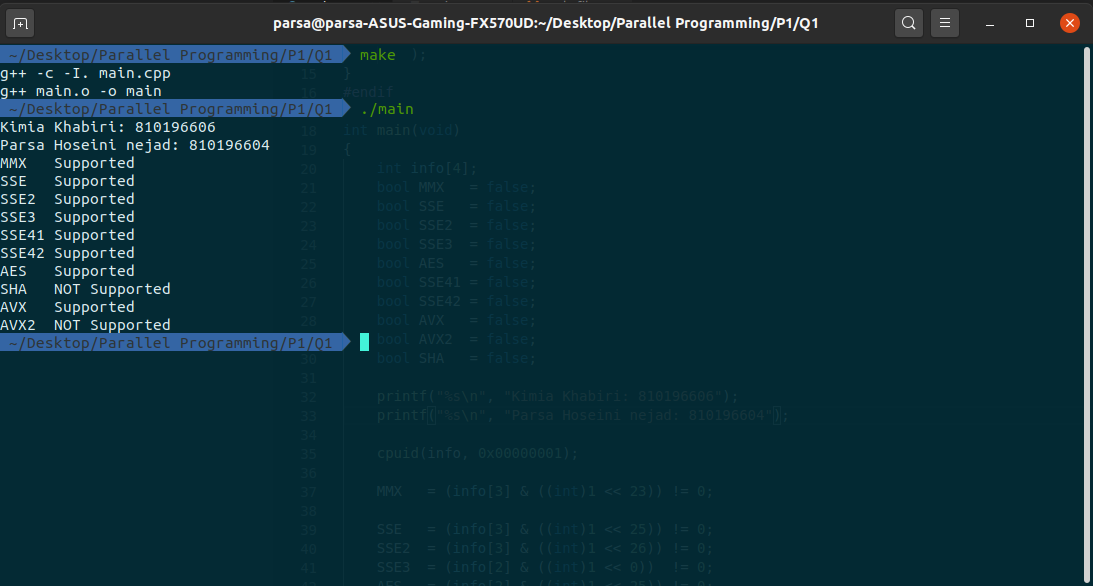 parsa@parsa-ASUS-Gaming-FX570UD:~/Desktop/Parallel Programming/P1/Q1
~/Desktop/Parallel Programming/P1/Q1 make
g++ -c -I. main.cpp
g++ main.o -o main
~/Desktop/Parallel Programming/P1/Q1 ./main
Kimia Khabiri: 810196606
Parsa Hoseini nejad: 810196604
MMX   Supported
SSE   Supported
SSE2  Supported
SSE3  Supported
SSE41 Supported
SSE42 Supported
AES   Supported
SHA   NOT Supported
AVX   Supported
AVX2  NOT Supported
~/Desktop/Parallel Programming/P1/Q1
);
15 }
16 #endif
18 int main(void)
19 {
20 int info[4];
21 bool MMX   = false;
22 bool SSE   = false;
23 bool SSE2  = false;
24 bool SSE3  = false;
25 bool AES   = false;
26 bool SSE41 = false;
27 bool SSE42 = false;
28 bool AVX   = false;
bool AVX2  = false;
30 bool SHA   = false;
31
32 printf("%s\n", "Kimia Khabiri: 810196606");
33 printf("%s\n", "Parsa Hoseini nejad: 810196604");
34
35 cpuid(info, 0x00000001);
36
37 MMX   = (info[3] & ((int)1 << 23)) != 0;
38
39 SSE   = (info[3] & ((int)1 << 25)) != 0;
40 SSE2  = (info[3] & ((int)1 << 26)) != 0;
41 SSE3  = (info[2] & ((int)1 << 0))  != 0;
42 AES   = (info[2] & ((int)1 << 25)) != 0;